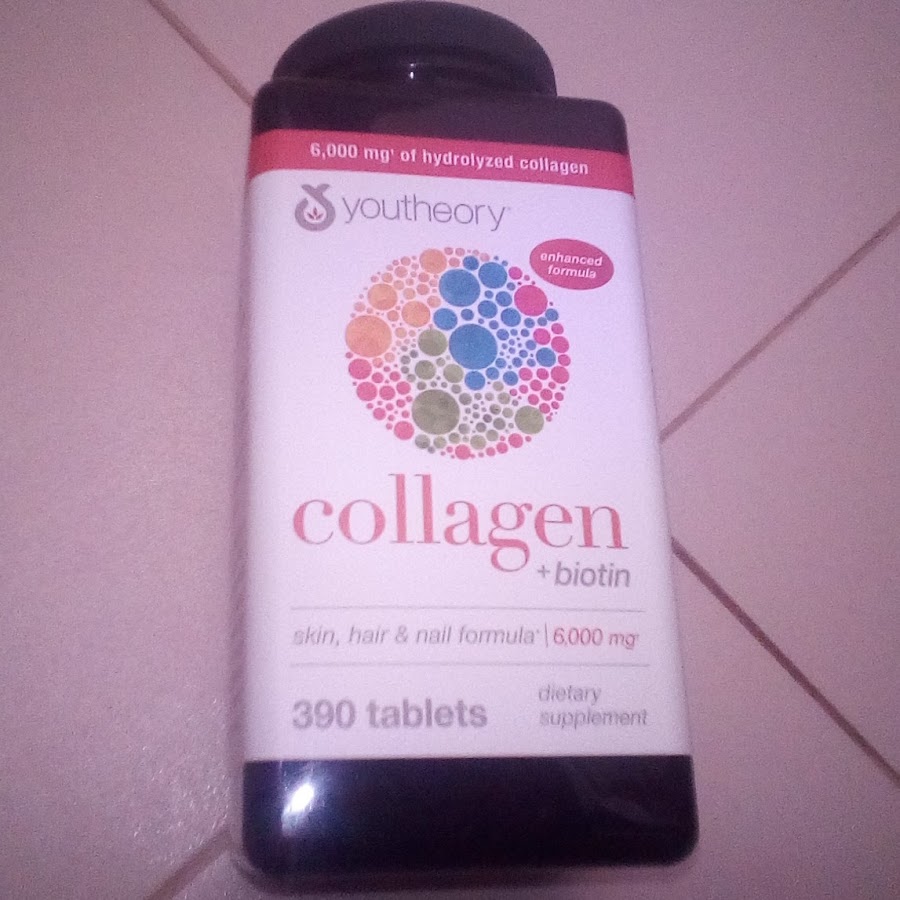 6,000 mg† of hydrolyzed collagen
youtheory™
enhanced
formula
collagen
+biotin
skin, hair & nail formula* | 6,000 mg†
390 tablets
dietary
supplement